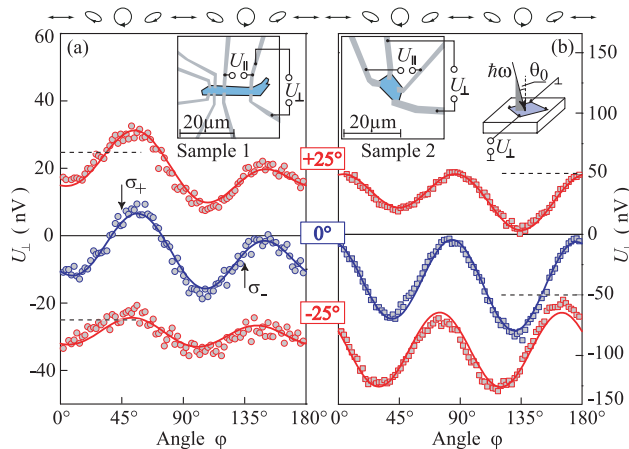 60
40
20
0
-20
-40
U⊥ (nV)
(a)
U∥
U⊥
20μm
Sample 1
σ+
σ-
+25°
0°
-25°
0° 45° 90° 135° 180°
Angle φ
(b)
U∥
U⊥
20μm
Sample 2
ħω
θ0
U⊥
150
100
50
0
-50
-100
-150
(nV)
0° 45° 90° 135° 180°
Angle φ